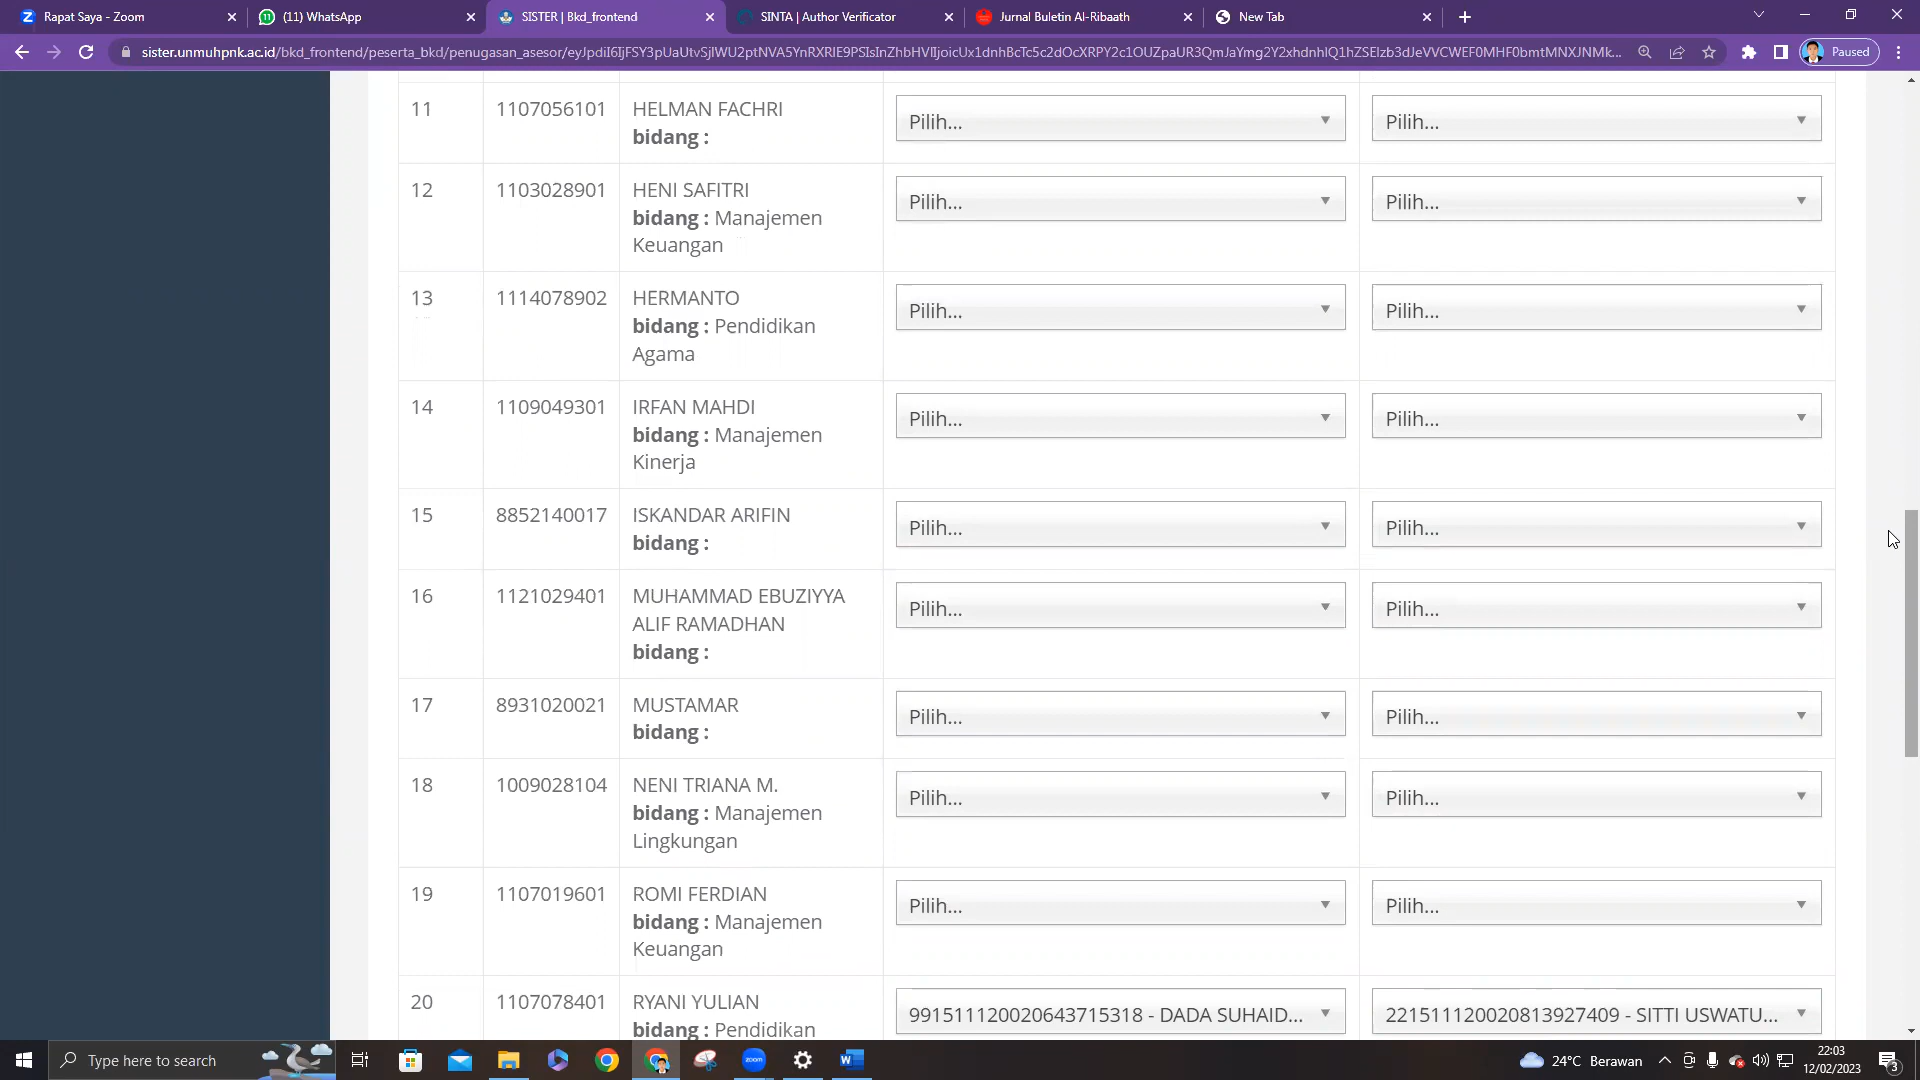 Rapat Saya - Zoom
(11) WhatsApp
SISTER | Bkd_frontend
SINTA | Author Verificator
Jurnal Buletin Al-Ribaath
New Tab
Paused
11 1107056101 HELMAN FACHRI Pilih... Pilih...
bidang :
12 1103028901 HENI SAFITRI Pilih... Pilih...
bidang : Manajemen
Keuangan
13 1114078902 HERMANTO Pilih... Pilih...
bidang : Pendidikan
Agama
14 1109049301 IRFAN MAHDI Pilih... Pilih...
bidang : Manajemen
Kinerja
15 8852140017 ISKANDAR ARIFIN Pilih... Pilih...
bidang :
16 1121029401 MUHAMMAD EBUZIYYA Pilih... Pilih...
ALIF RAMADHAN
bidang :
17 8931020021 MUSTAMAR Pilih... Pilih...
bidang :
18 1009028104 NENI TRIANA M. Pilih... Pilih...
bidang : Manajemen
Lingkungan
19 1107019601 ROMI FERDIAN Pilih... Pilih...
bidang : Manajemen
Keuangan
20 1107078401 RYANI YULIAN 991511120020643715318 - DADA SUHAID... 221511120020813927409 - SITTI USWATU...
bidang : Pendidikan
Type here to search
zoom
24°C Berawan
22:03
12/02/2023
3